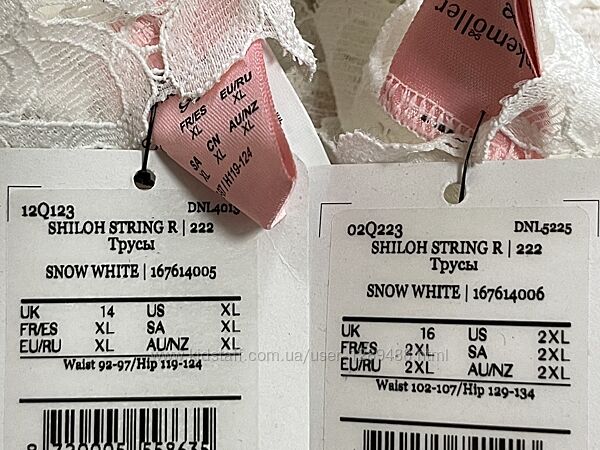 EU/RU
FR/ES XL
XL AU/NZ
CN XL
SA XL
XL
H119-124
kemöller
12Q123
SHILOH STRING R | 222
Трусы
SNOW WHITE | 167614005
UK 14 US XL
FR/ES XL SA XL
EU/RU XL AU/NZ XL
Waist 92-97/Hip 119-124
02Q223 DNL5225
SHILOH STRING R | 222
Трусы
SNOW WHITE | 167614006
UK 16 US 2XL
FR/ES 2XL SA 2XL
EU/RU 2XL AU/NZ 2XL
Waist 102-107/Hip 129-134